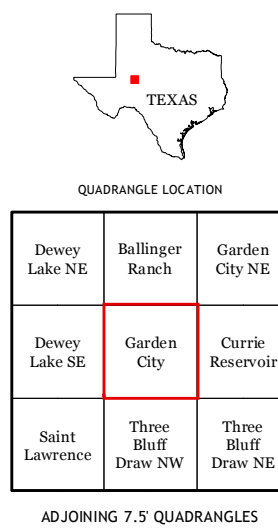 TEXAS
QUADRANGLE LOCATION
Dewey
Lake NE
Ballinger
Ranch
Garden
City NE
Dewey
Lake SE
Garden
City
Currie
Reservoir
Saint
Lawrence
Three
Bluff
Draw NW
Three
Bluff
Draw NE
ADJOINING 7.5' QUADRANGLES